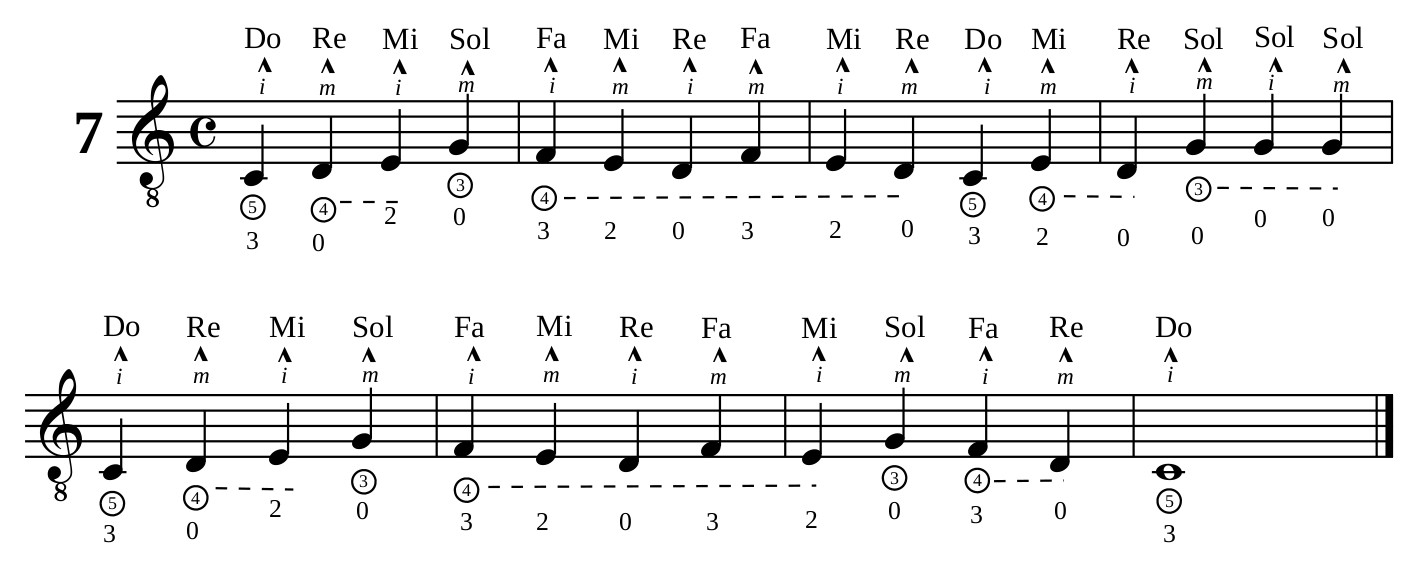 Do Re Mi Sol Fa Mi Re Fa Mi Re Do Mi Re Sol Sol Sol
i m i m i m i m i m i m i m i m
7
8
5 4 3 4 5 4 3
3 0 2 0 3 2 0 3 2 0 3 2 0 0 0 0
Do Re Mi Sol Fa Mi Re Fa Mi Sol Fa Re Do
i m i m i m i m i m i m i
8
5 4 3 4 3 4 5
3 0 2 0 3 2 0 3 2 0 3 0 3